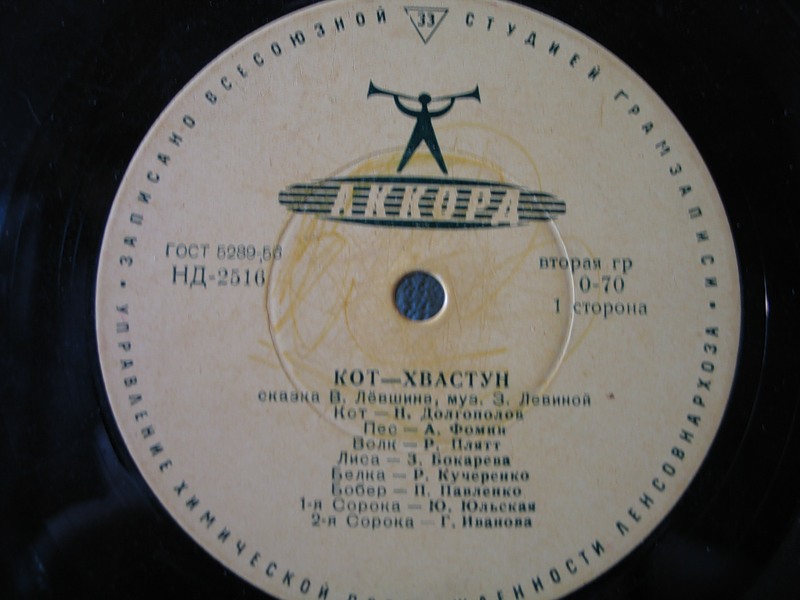 ЗАПИСАНО ВСЕСОЮЗНОЙ 33 СТУДИЕЙ ГРАМЗАПИСИ
АККОРД
ГОСТ 5289-56
НД-2516
вторая гр
0-70
1 сторона
КОТ—ХВАСТУН
сказка В. Лёвшина, муз. З. Левиной
Кот — Н. Долгополов
Пес — А. Фомин
Волк — Р. Плятт
Лиса — З. Бокарева
Белка — Р. Кучеренко
Бобер — П. Павленко
1-я Сорока — Ю. Юльская
2-я Сорока — Г. Иванова
УПРАВЛЕНИЕ ХИМИЧЕСКОЙ ЛЕНСОВНАРХОЗА